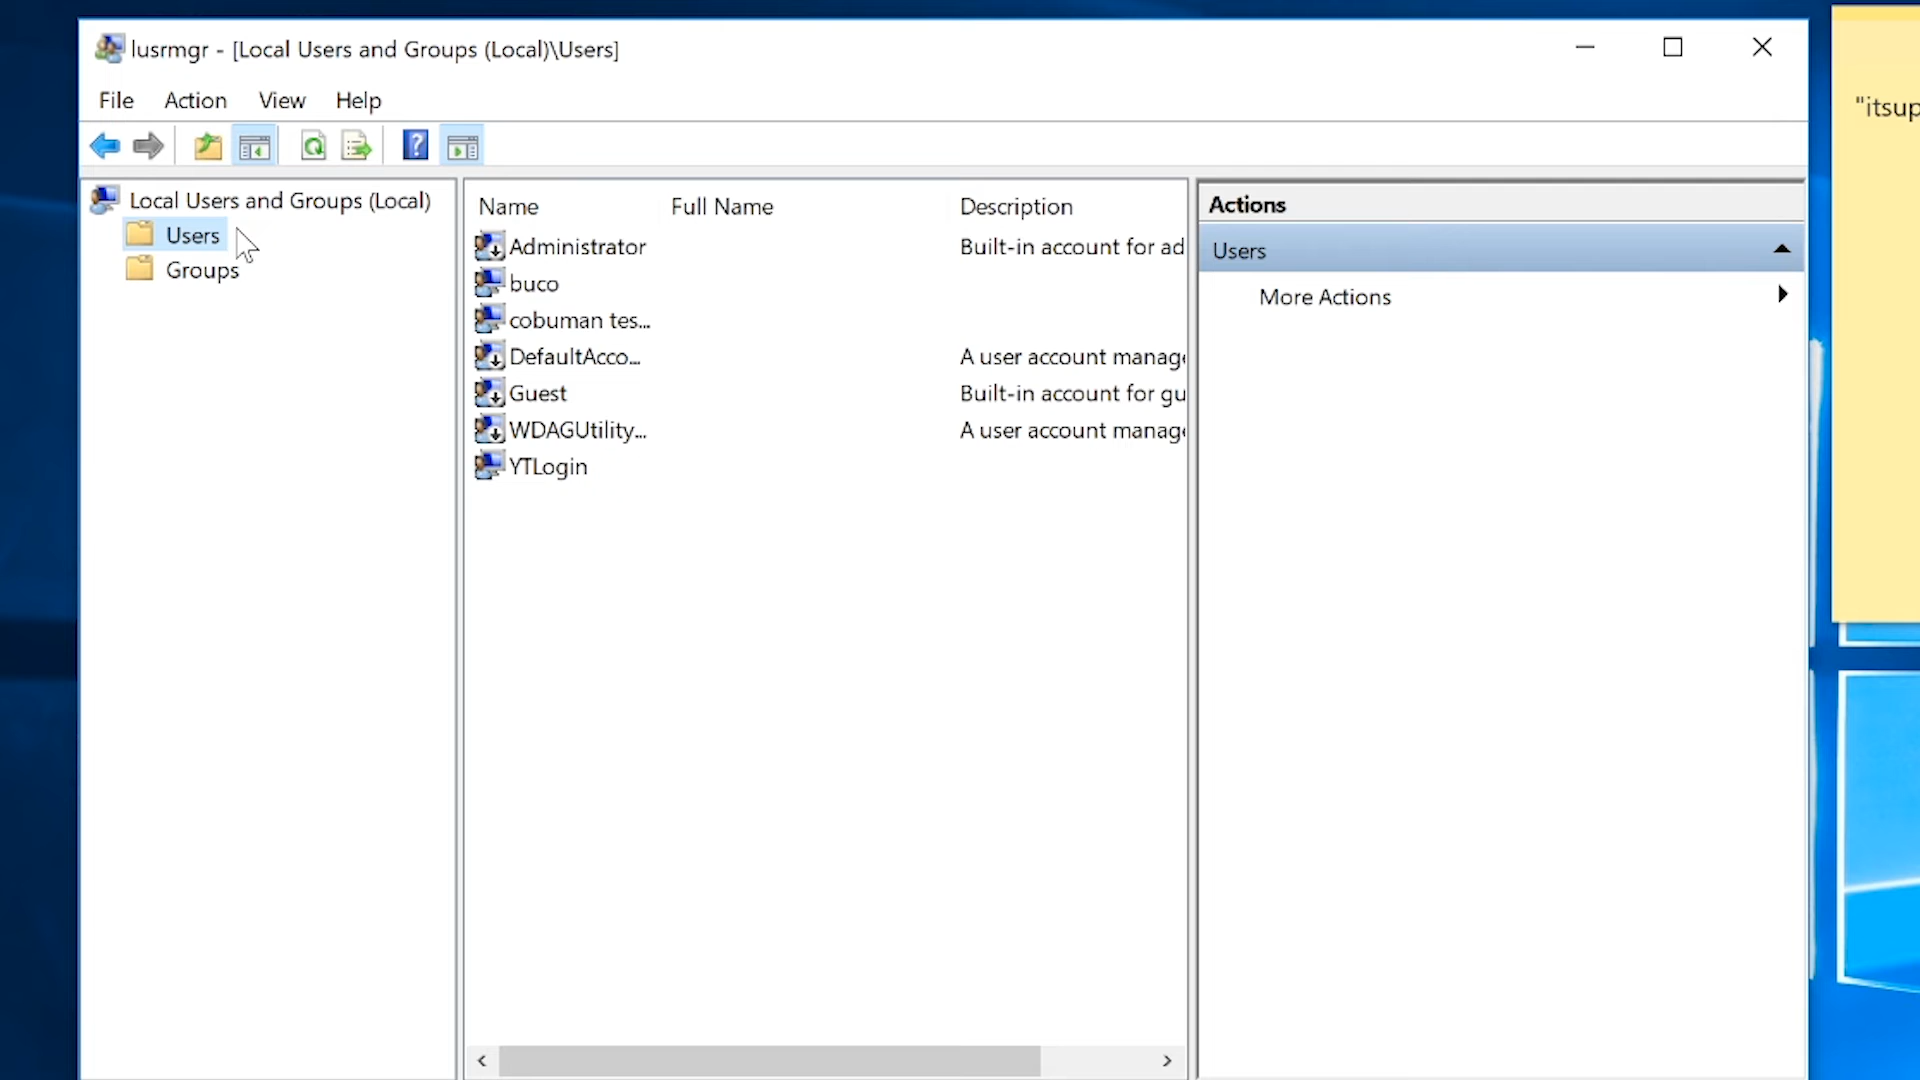 lusrmgr - [Local Users and Groups (Local)\Users]
File Action View Help
Local Users and Groups (Local)
Users
Groups
Name Full Name Description
Administrator Built-in account for ad
buco
cobuman tes...
DefaultAcco... A user account manage
Guest Built-in account for gu
WDAGUtility... A user account manage
YTLogin
Actions
Users
More Actions
"itsup